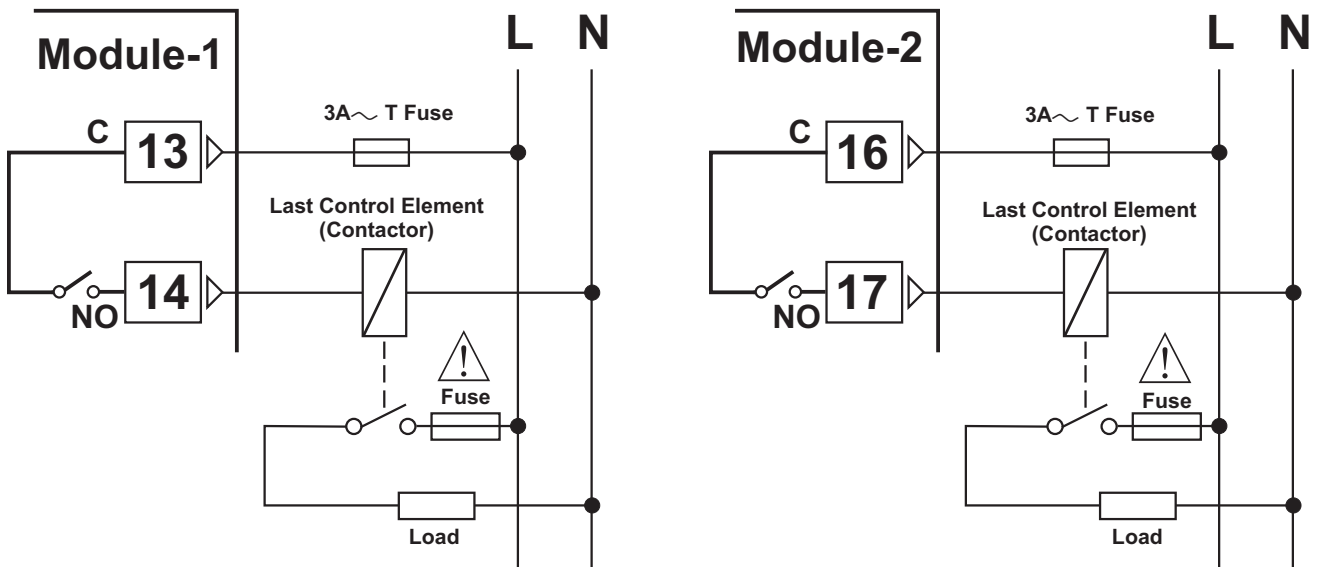 Module-1
L N
3A~ T Fuse
C
13
Last Control Element
(Contactor)
14
NO
Fuse
Load
Module-2
L N
3A~ T Fuse
C
16
Last Control Element
(Contactor)
17
NO
Fuse
Load